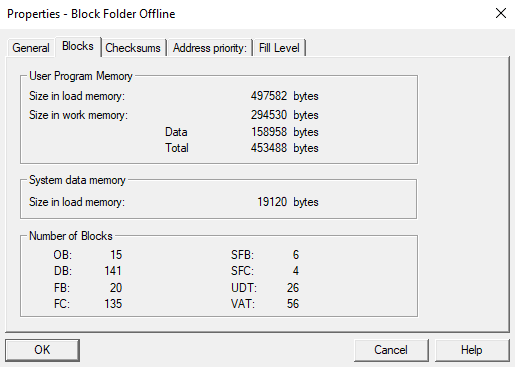 Properties - Block Folder Offline
General Blocks Checksums Address priority: Fill Level
User Program Memory
Size in load memory: 497582 bytes
Size in work memory: 294530 bytes
Data 158958 bytes
Total 453488 bytes
System data memory
Size in load memory: 19120 bytes
Number of Blocks
OB: 15 SFB: 6
DB: 141 SFC: 4
FB: 20 UDT: 26
FC: 135 VAT: 56
OK Cancel Help